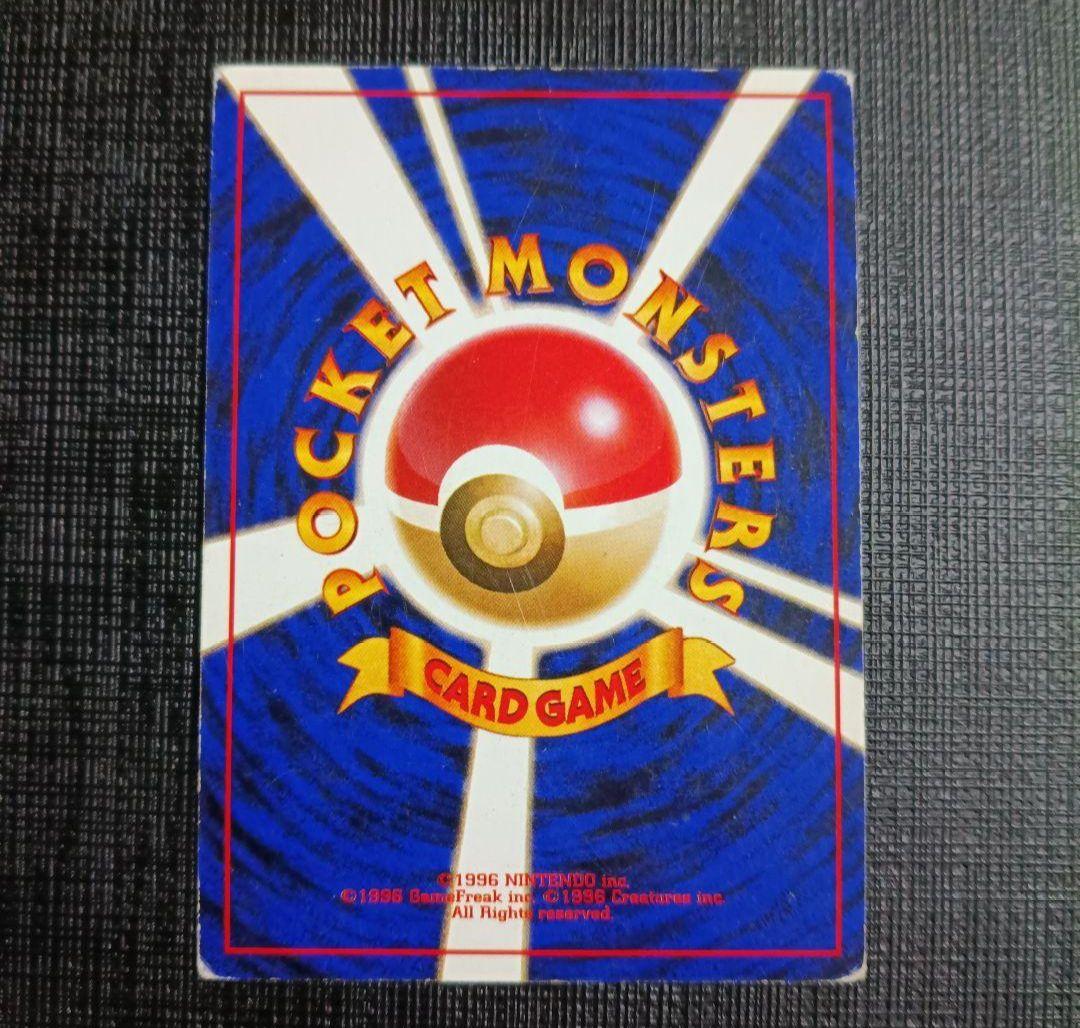 POCKET MONSTERS
CARD GAME
©1996 NINTENDO inc.
©1996 GameFreak inc. ©1996 Creatures inc.
All Rights reserved.